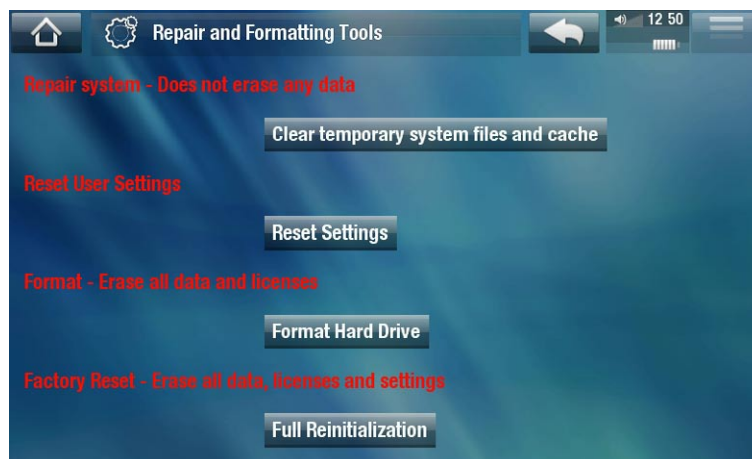 Repair and Formatting Tools
12 50
Repair system - Does not erase any data
Clear temporary system files and cache
Reset User Settings
Reset Settings
Format - Erase all data and licenses
Format Hard Drive
Factory Reset - Erase all data, licenses and settings
Full Reinitialization